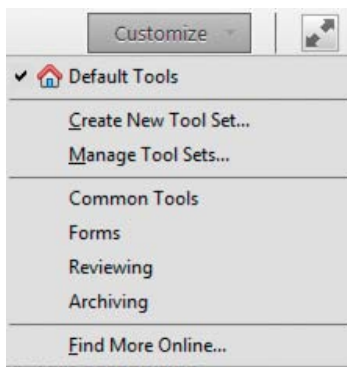 Customize
Default Tools
Create New Tool Set...
Manage Tool Sets...
Common Tools
Forms
Reviewing
Archiving
Find More Online...